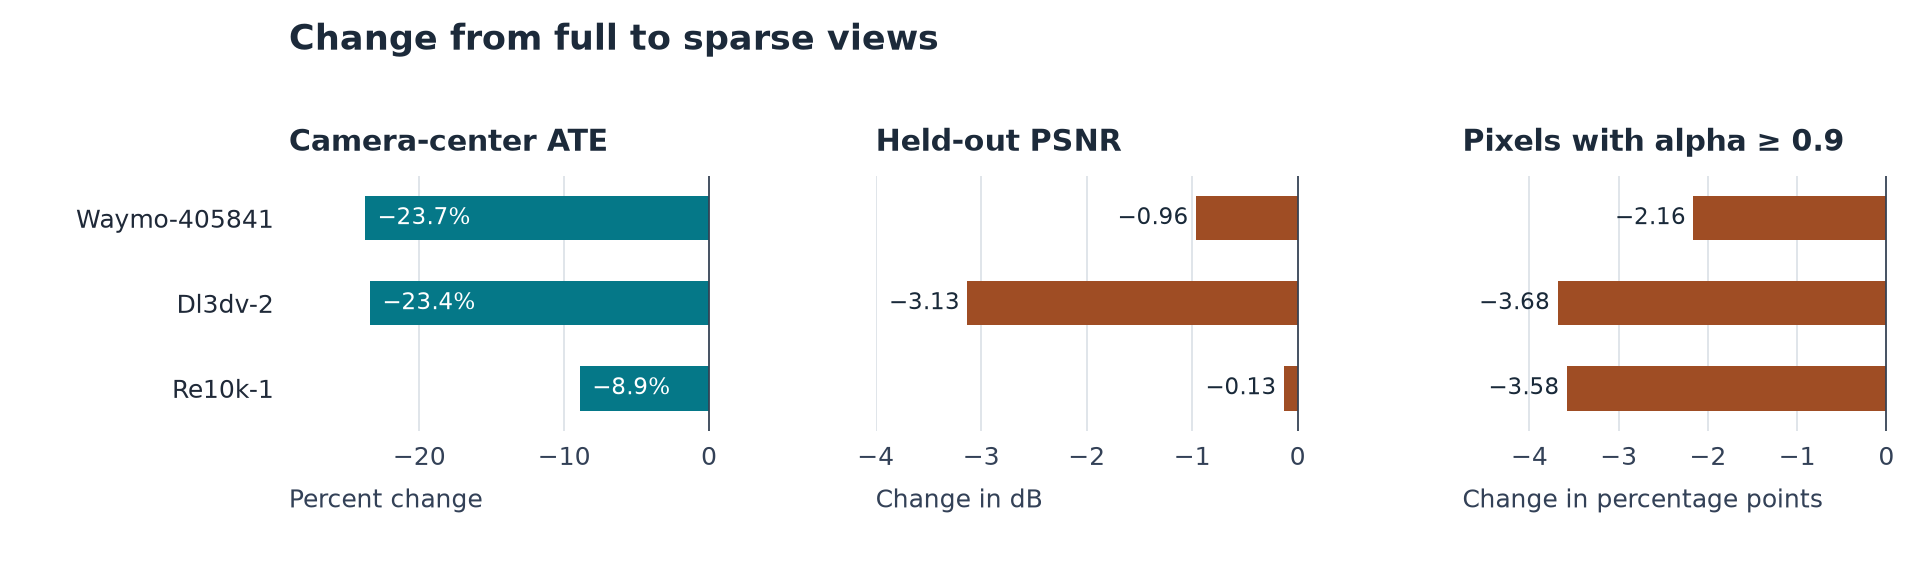 Change from full to sparse views
Camera-center ATE
Held-out PSNR
Pixels with alpha ≥ 0.9
Waymo-405841
−23.7%
−0.96
−2.16
Dl3dv-2
−23.4%
−3.13
−3.68
Re10k-1
−8.9%
−0.13
−3.58
−20
−10
0
−4
−3
−2
−1
0
−4
−3
−2
−1
0
Percent change
Change in dB
Change in percentage points